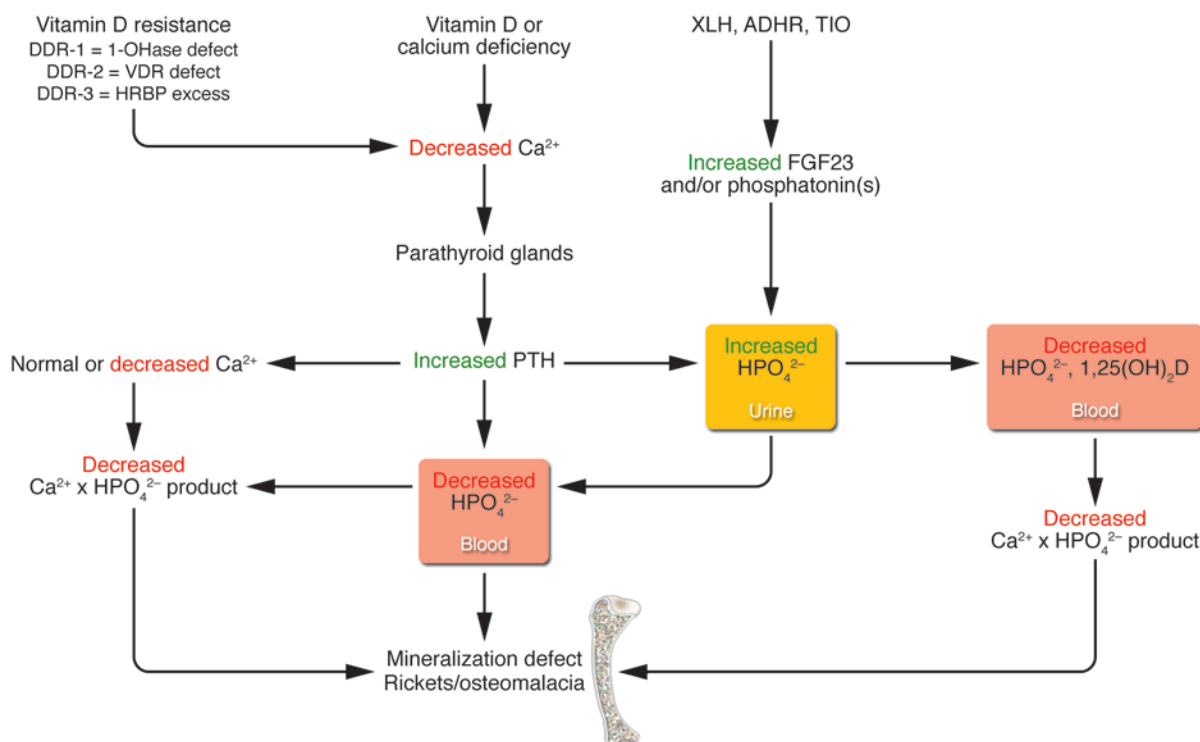 Vitamin D resistance
DDR-1 = 1-OHase defect
DDR-2 = VDR defect
DDR-3 = HRBP excess
Vitamin D or
calcium deficiency
XLH, ADHR, TIO
Decreased Ca²⁺
Increased FGF23
and/or phosphatonin(s)
Parathyroid glands
Normal or decreased Ca²⁺
Increased PTH
Increased
HPO₄²⁻
Urine
Decreased
HPO₄²⁻, 1,25(OH)₂D
Blood
Decreased
Ca²⁺ x HPO₄²⁻ product
Decreased
HPO₄²⁻
Blood
Decreased
Ca²⁺ x HPO₄²⁻ product
Mineralization defect
Rickets/osteomalacia